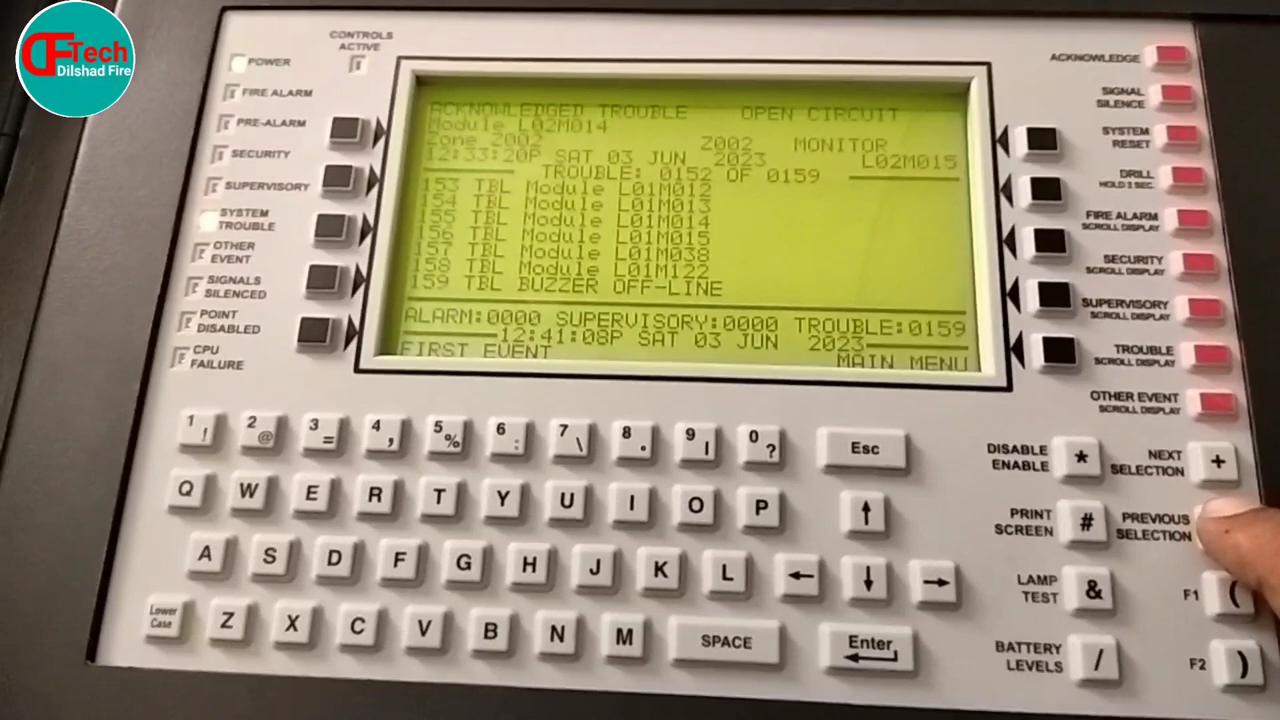 DF Tech
Dilshad Fire
CONTROLS
ACTIVE
POWER
FIRE ALARM
PRE-ALARM
SECURITY
SUPERVISORY
SYSTEM
TROUBLE
OTHER
EVENT
SIGNALS
SILENCED
POINT
DISABLED
CPU
FAILURE
ACKNOWLEDGED TROUBLE OPEN CIRCUIT
Module L02M014
Zone Z002 Z002 MONITOR
12:33:20P SAT 03 JUN 2023 L02M015
TROUBLE: 0152 OF 0159
153 TBL Module L01M012
154 TBL Module L01M013
155 TBL Module L01M014
156 TBL Module L01M015
157 TBL Module L01M038
158 TBL Module L01M122
159 TBL BUZZER OFF-LINE
ALARM:0000 SUPERVISORY:0000 TROUBLE:0159
12:41:08P SAT 03 JUN 2023
FIRST EVENT MAIN MENU
ACKNOWLEDGE
SIGNAL
SILENCE
SYSTEM
RESET
DRILL
HOLD 2 SEC.
FIRE ALARM
SCROLL DISPLAY
SECURITY
SCROLL DISPLAY
SUPERVISORY
SCROLL DISPLAY
TROUBLE
SCROLL DISPLAY
OTHER EVENT
SCROLL DISPLAY
1 ! 2 @ 3 = 4 , 5 % 6 : 7 \ 8 . 9 | 0 ? Esc
Q W E R T Y U I O P ↑
A S D F G H J K L ← ↓ →
Lower
Case
Z X C V B N M SPACE Enter
DISABLE
ENABLE
*
NEXT
SELECTION
+
PRINT
SCREEN
#
PREVIOUS
SELECTION
LAMP
TEST
&
F1 (
BATTERY
LEVELS
/
F2 )